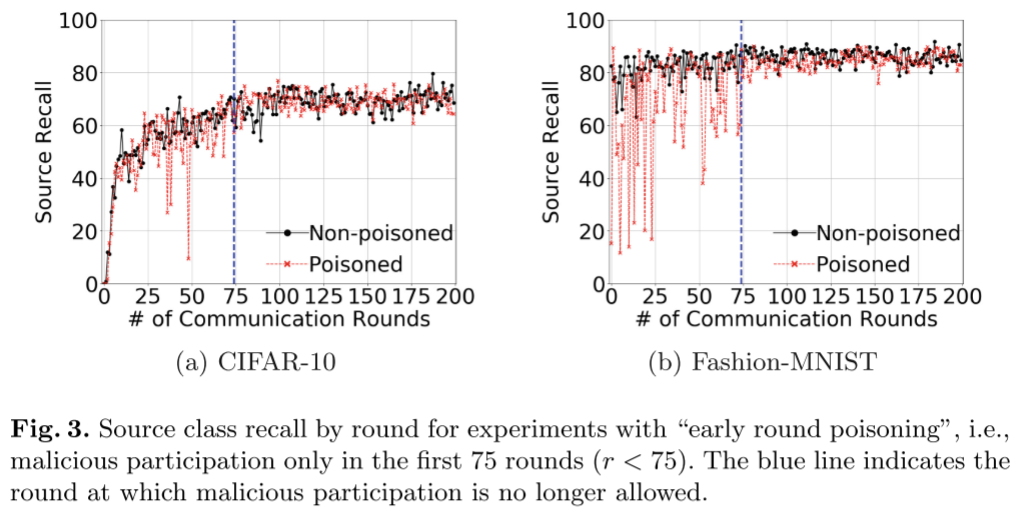 100
80
60
40
20
0
Source Recall
Non-poisoned
Poisoned
0 25 50 75 100 125 150 175 200
# of Communication Rounds
(a) CIFAR-10
100
80
60
40
20
0
Source Recall
Non-poisoned
Poisoned
0 25 50 75 100 125 150 175 200
# of Communication Rounds
(b) Fashion-MNIST
Fig. 3. Source class recall by round for experiments with “early round poisoning”, i.e.,
malicious participation only in the first 75 rounds (r < 75). The blue line indicates the
round at which malicious participation is no longer allowed.